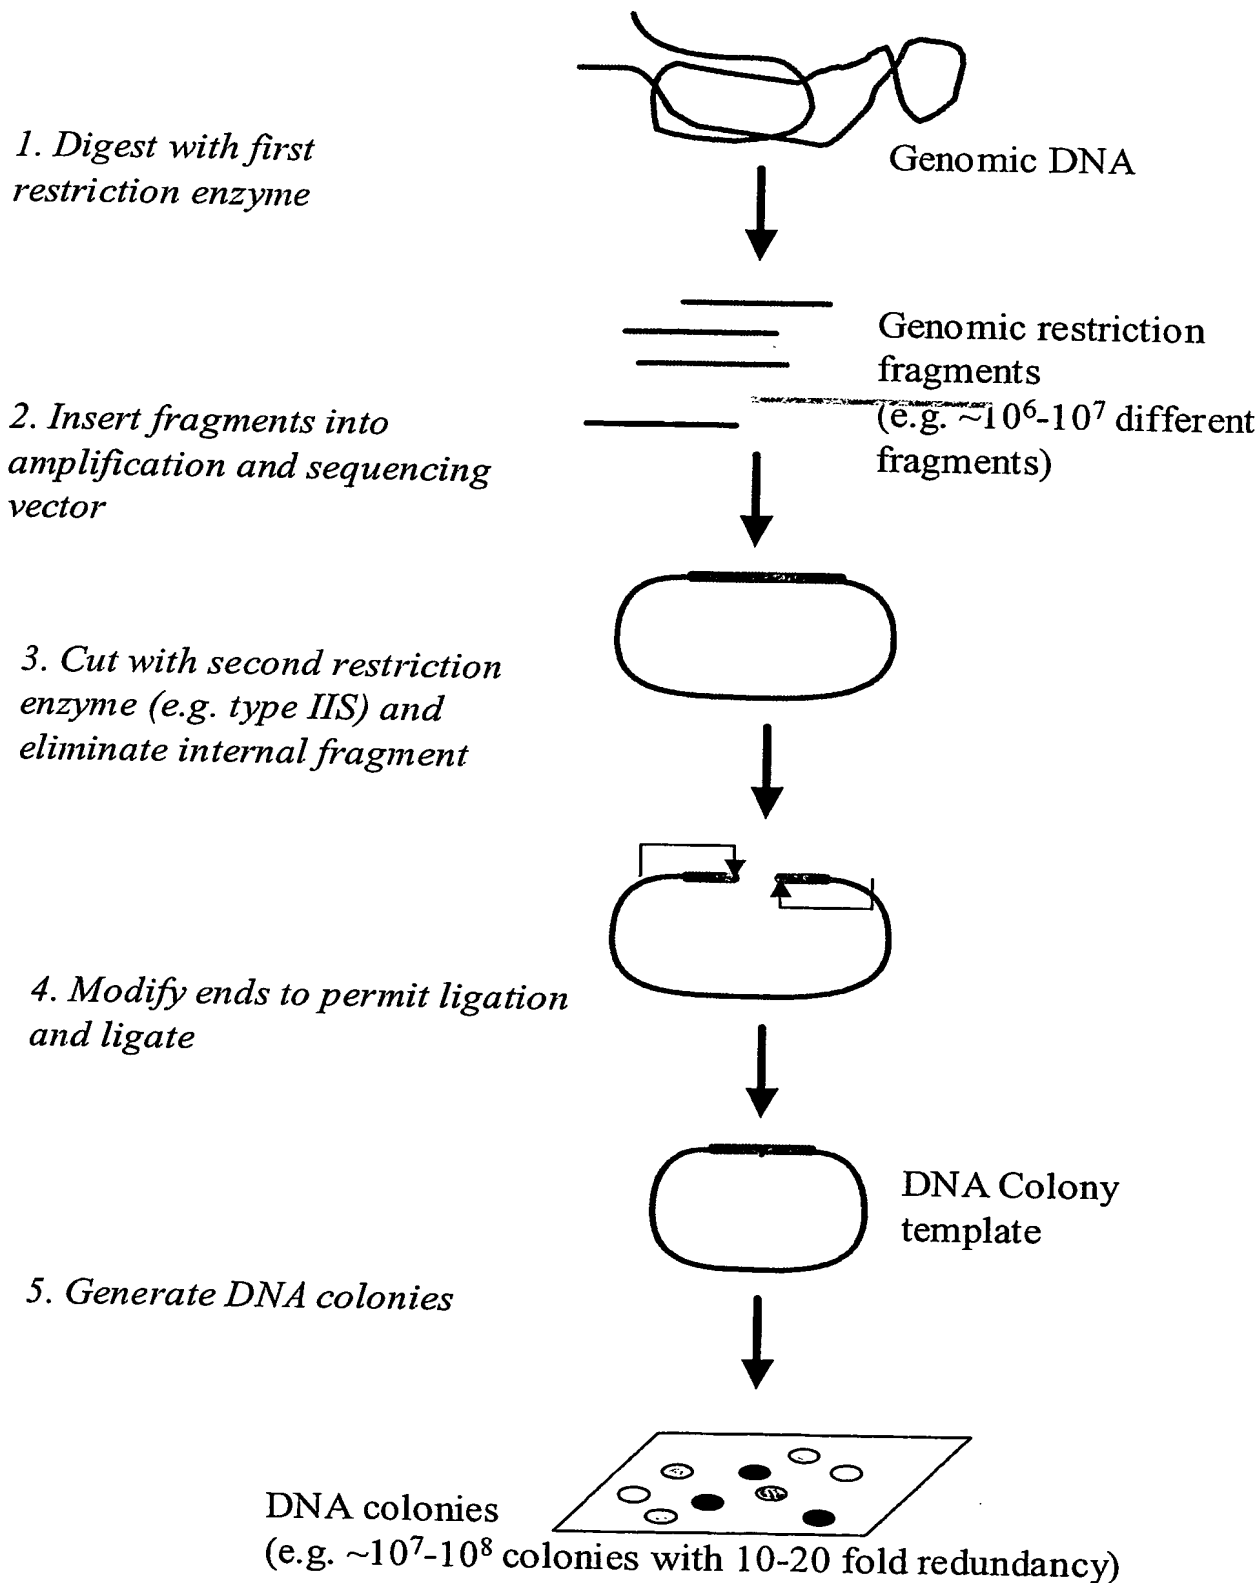 1. Digest with first
restriction enzyme
Genomic DNA
Genomic restriction
fragments
(e.g. ~10⁶-10⁷ different
fragments)
2. Insert fragments into
amplification and sequencing
vector
3. Cut with second restriction
enzyme (e.g. type IIS) and
eliminate internal fragment
4. Modify ends to permit ligation
and ligate
DNA Colony
template
5. Generate DNA colonies
DNA colonies
(e.g. ~10⁷-10⁸ colonies with 10-20 fold redundancy)